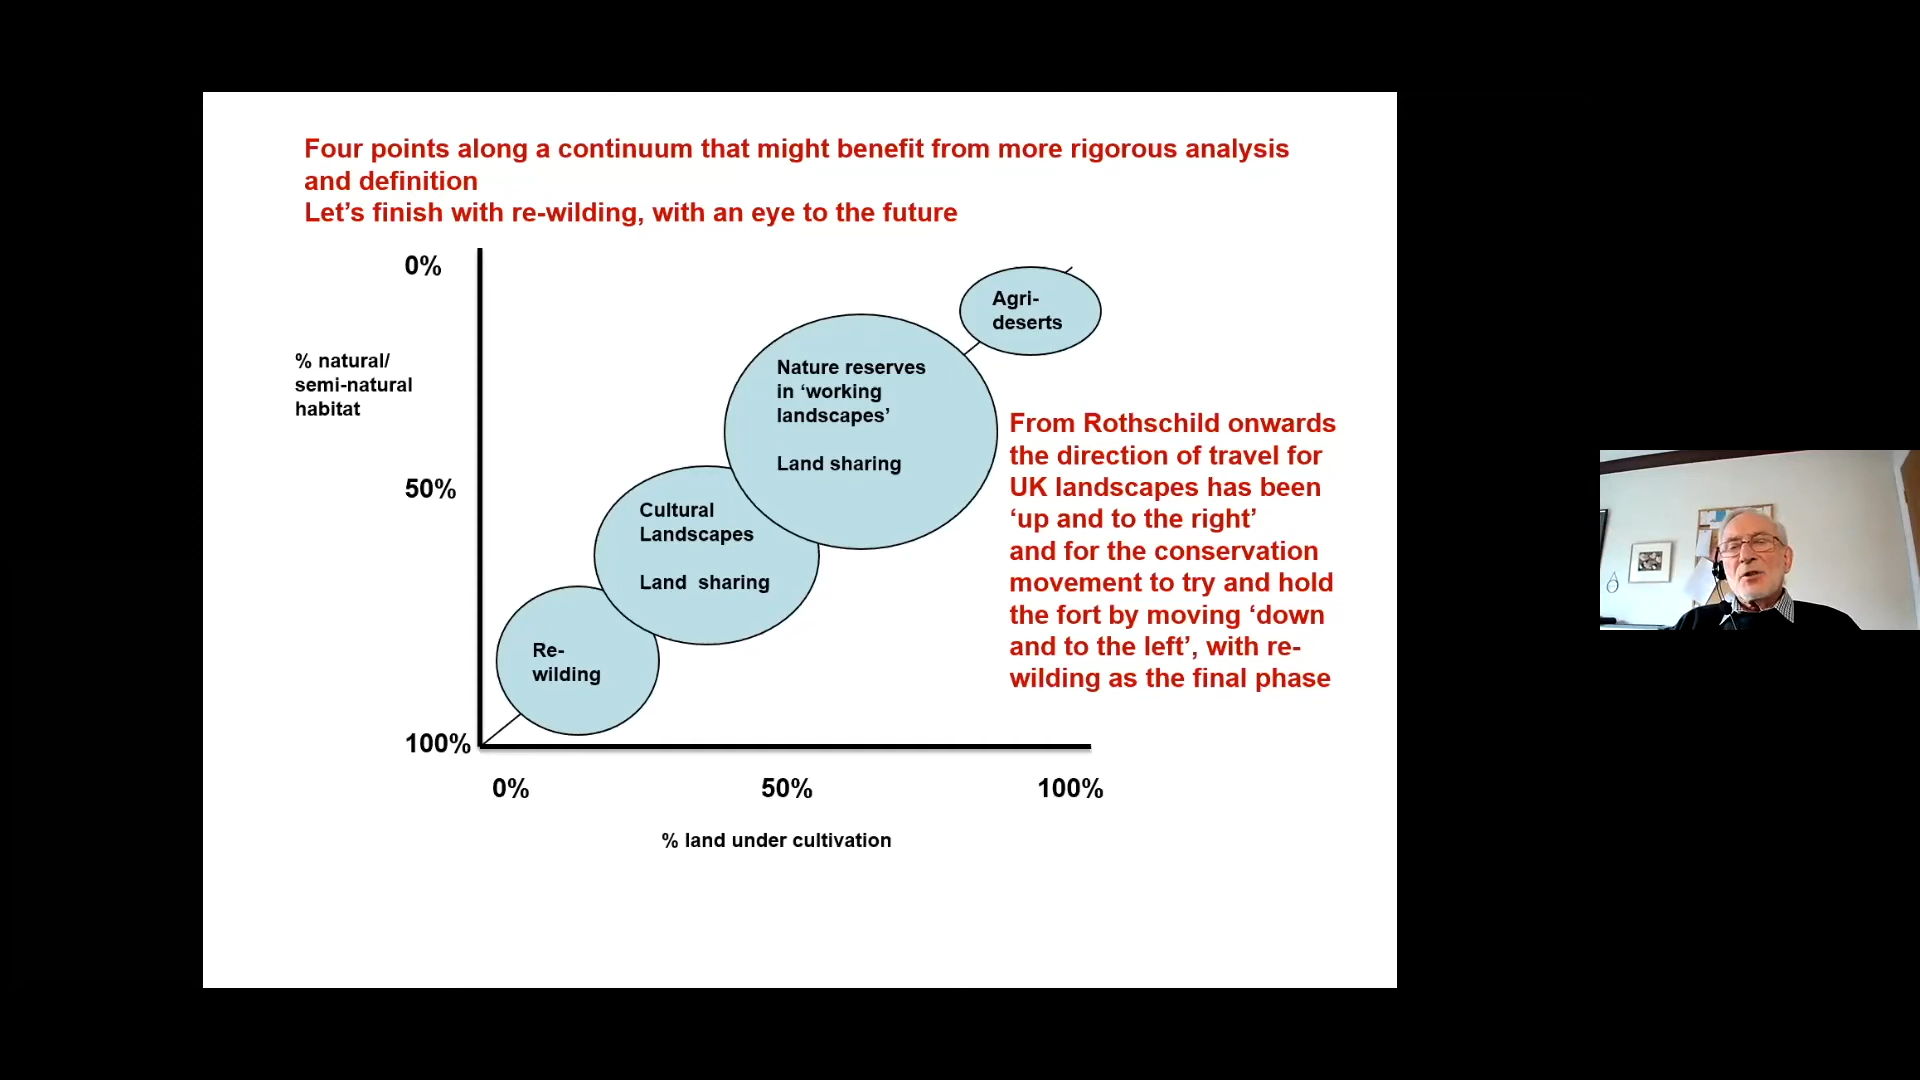 Four points along a continuum that might benefit from more rigorous analysis
and definition
Let’s finish with re-wilding, with an eye to the future
0%
% natural/
semi-natural
habitat
50%
100%
Agri-
deserts
Nature reserves
in ‘working
landscapes’
Land sharing
Cultural
Landscapes
Land  sharing
Re-
wilding
From Rothschild onwards
the direction of travel for
UK landscapes has been
‘up and to the right’
and for the conservation
movement to try and hold
the fort by moving ‘down
and to the left’, with re-
wilding as the final phase
0%
50%
100%
% land under cultivation